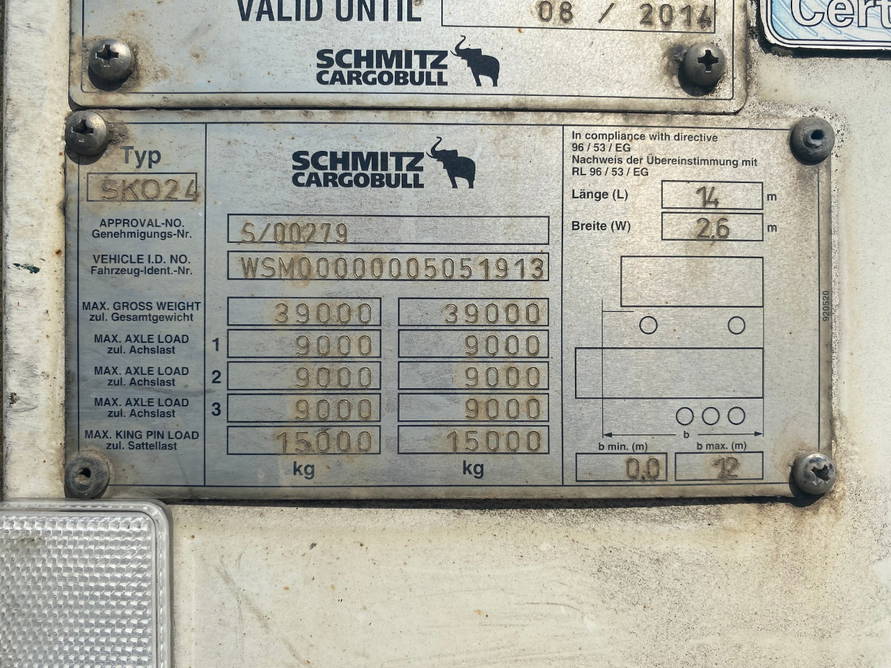 VALID UNTIL 08 / 2014
SCHMITZ
CARGOBULL
Cert
Typ
SKO24
SCHMITZ
CARGOBULL
APPROVAL-NO.
Genehmigungs-Nr.
S/00279
VEHICLE I.D. NO.
Fahrzeug-Ident.-Nr.
WSM00000005051913
MAX. GROSS WEIGHT
zul. Gesamtgewicht
39000 39000
MAX. AXLE LOAD
zul. Achslast
1 9000 9000
MAX. AXLE LOAD
zul. Achslast
2 9000 9000
MAX. AXLE LOAD
zul. Achslast
3 9000 9000
MAX. KING PIN LOAD
zul. Sattellast
15000 15000
kg kg
In compliance with directive
96 / 53 / EG
Nachweis der Übereinstimmung mit
RL 96 / 53 / EG
Länge (L) 14 m
Breite (W) 2,6 m
920520
b
b min. (m) b max. (m)
0,0 12